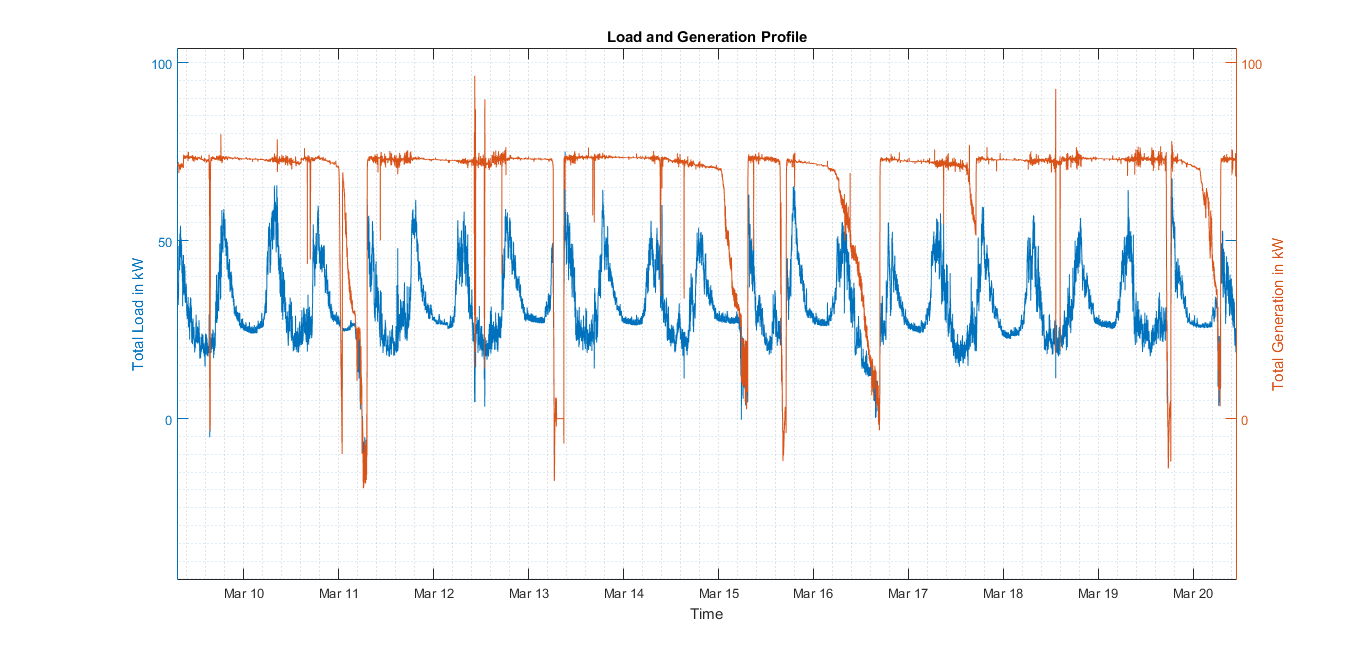 Load and Generation Profile
100
50
0
Total Load in kW
100
0
Total Generation in kW
Mar 10 Mar 11 Mar 12 Mar 13 Mar 14 Mar 15 Mar 16 Mar 17 Mar 18 Mar 19 Mar 20
Time